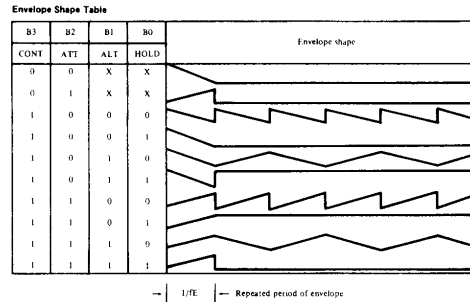 Envelope Shape Table
B3 B2 B1 B0 Envelope shape
CONT ATT ALT HOLD
0 0 X X
0 1 X X
1 0 0 0
1 0 0 1
1 0 1 0
1 0 1 1
1 1 0 0
1 1 0 1
1 1 1 0
1 1 1 1
1/fE Repeated period of envelope